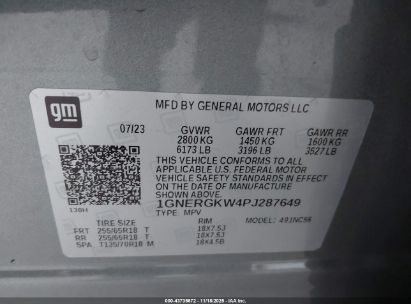 gm
MFD BY GENERAL MOTORS LLC
07/23 GVWR GAWR FRT GAWR RR
2800 KG 1450 KG 1600 KG
6173 LB 3196 LB 3527 LB
THIS VEHICLE CONFORMS TO ALL
APPLICABLE U.S. FEDERAL MOTOR
VEHICLE SAFETY STANDARDS IN EFFECT
ON THE DATE OF MANUFACTURE
SHOWN ABOVE.
1GNERGKW4PJ287649
TYPE: MPV MODEL:
TIRE SIZE RIM
FRT 255/65R18 T 18X7.5J
RR 255/65R18 T 18X7.5J
SPA T135/70R18 M 18X4.5B